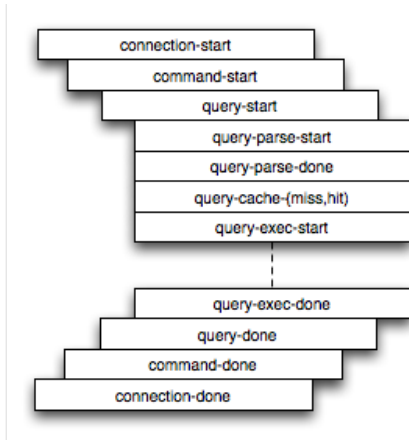 connection-start
command-start
query-start
query-parse-start
query-parse-done
query-cache-(miss,hit)
query-exec-start
query-exec-done
query-done
command-done
connection-done